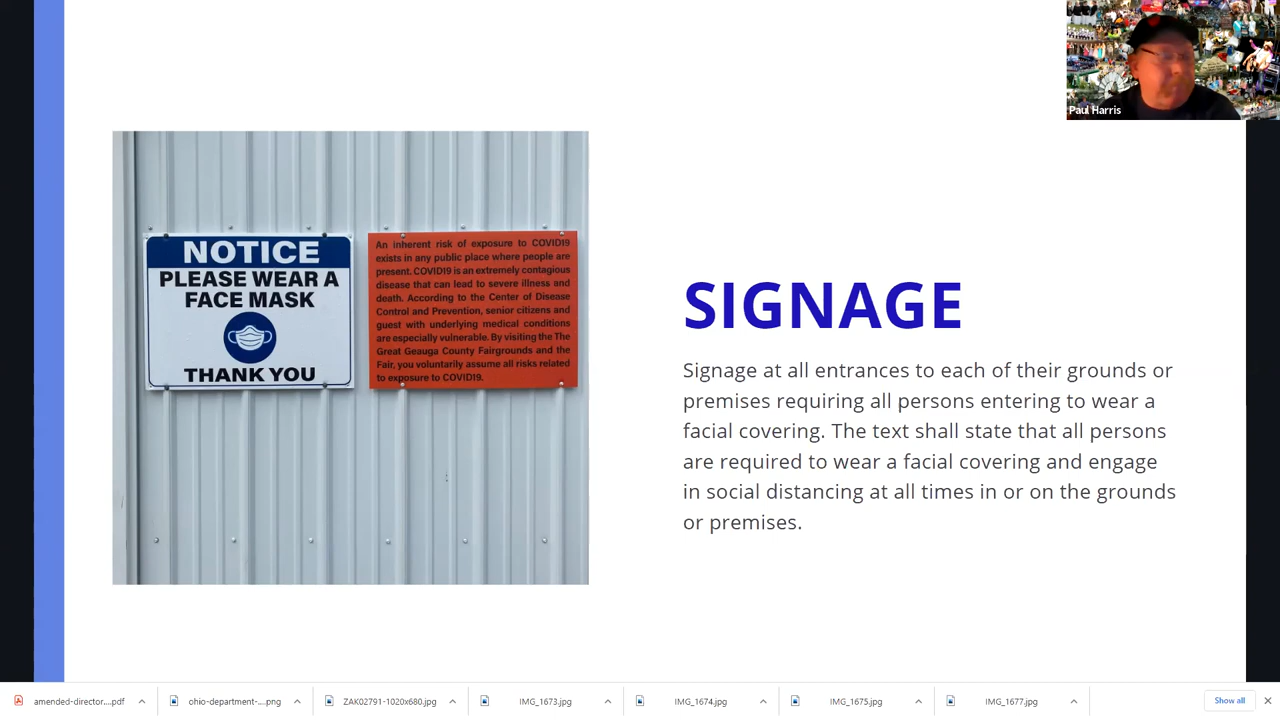 Paul Harris
NOTICE
PLEASE WEAR A
FACE MASK
THANK YOU
An inherent risk of exposure to COVID19
exists in any public place where people are
present. COVID19 is an extremely contagious
disease that can lead to severe illness and
death. According to the Center of Disease
Control and Prevention, senior citizens and
guest with underlying medical conditions
are especially vulnerable. By visiting the The
Great Geauga County Fairgrounds and the
Fair, you voluntarily assume all risks related
to exposure to COVID19.
SIGNAGE
Signage at all entrances to each of their grounds or
premises requiring all persons entering to wear a
facial covering. The text shall state that all persons
are required to wear a facial covering and engage
in social distancing at all times in or on the grounds
or premises.
amended-director....pdf
ohio-department-....png
ZAK02791-1020x680.jpg
IMG_1673.jpg
IMG_1674.jpg
IMG_1675.jpg
IMG_1677.jpg
Show all